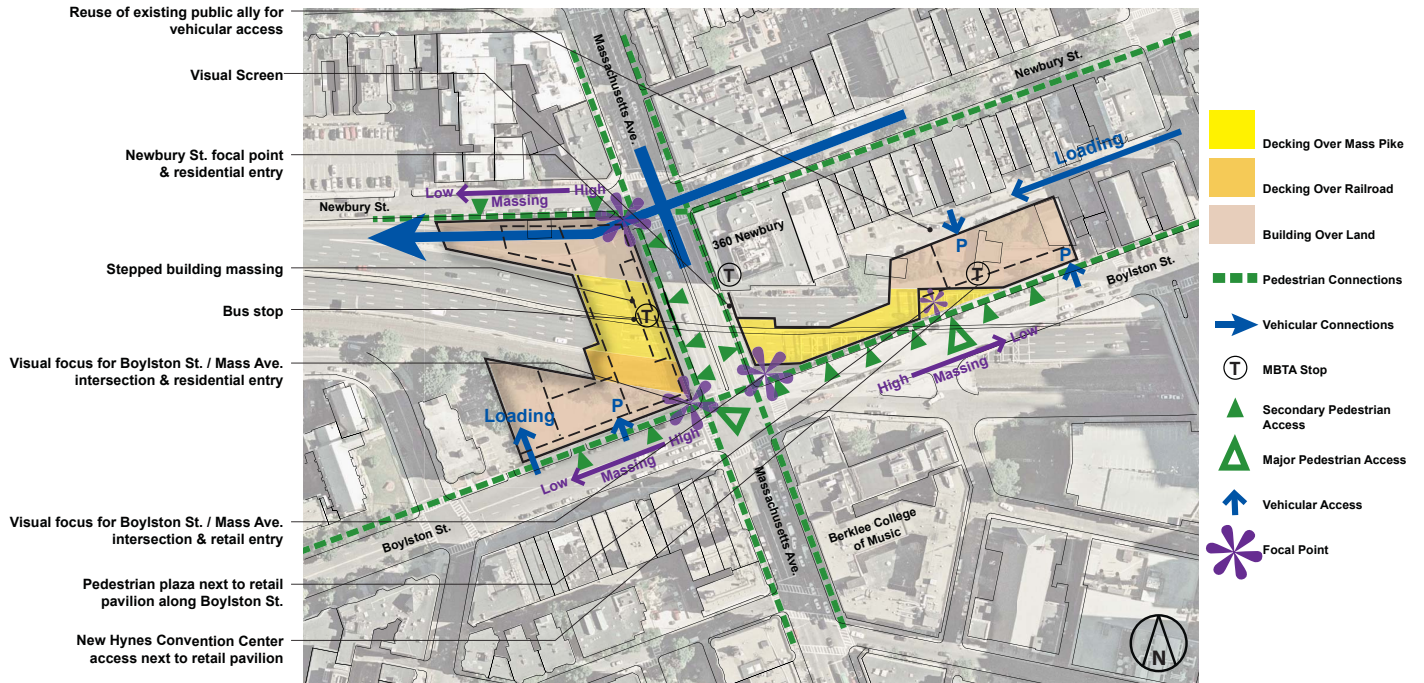 Reuse of existing public ally for
vehicular access
Visual Screen
Newbury St. focal point
& residential entry
Stepped building massing
Bus stop
Visual focus for Boylston St. / Mass Ave.
intersection & residential entry
Visual focus for Boylston St. / Mass Ave.
intersection & retail entry
Pedestrian plaza next to retail
pavilion along Boylston St.
New Hynes Convention Center
access next to retail pavilion
Massachusetts Ave.
Newbury St.
Loading
Low
High
Massing
Newbury St.
360 Newbury
P
T
T
P
Boylston St.
T
Low
Massing
High
Loading
P
High
Massing
Low
Boylston St.
Massachusetts Ave.
Berklee College
of Music
N
Decking Over Mass Pike
Decking Over Railroad
Building Over Land
Pedestrian Connections
Vehicular Connections
T
MBTA Stop
Secondary Pedestrian
Access
Major Pedestrian Access
Vehicular Access
Focal Point